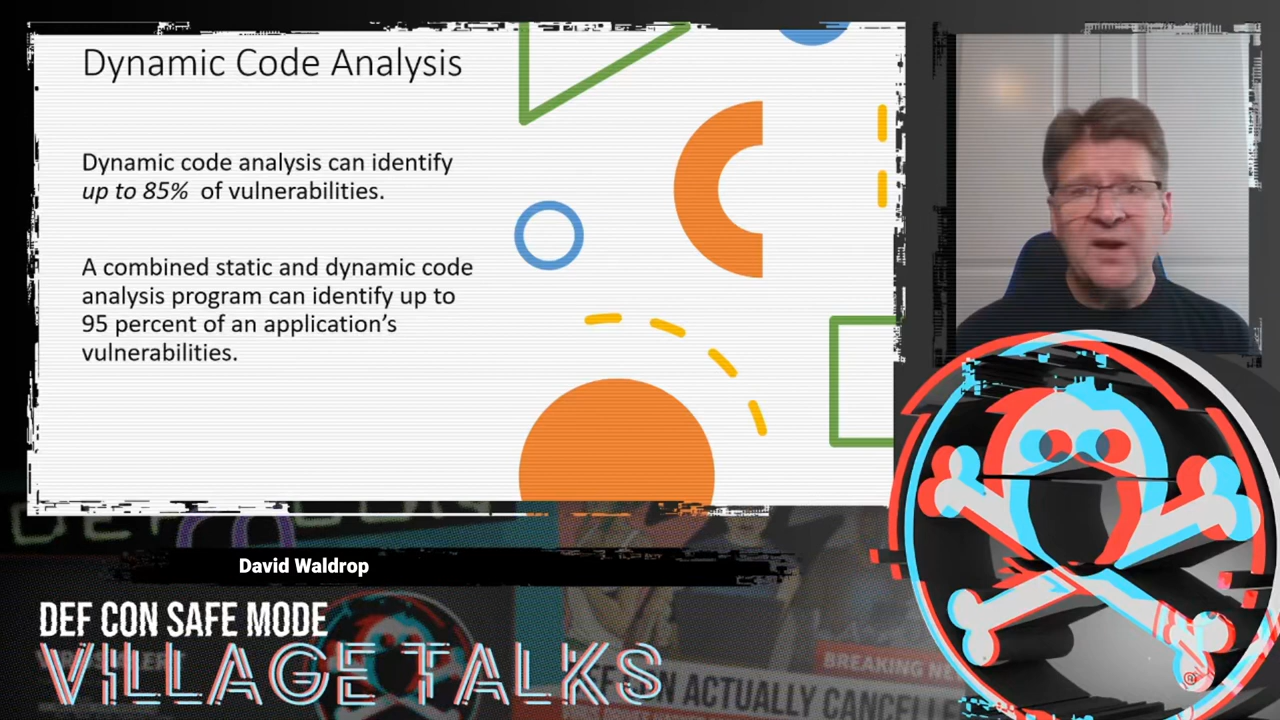 Dynamic Code Analysis
Dynamic code analysis can identify
up to 85% of vulnerabilities.
A combined static and dynamic code
analysis program can identify up to
95 percent of an application's
vulnerabilities.
David Waldrop
DEF CON SAFE MODE
VILLAGE TALKS
BREAKING NE
N ACTUALLY CANCELLE